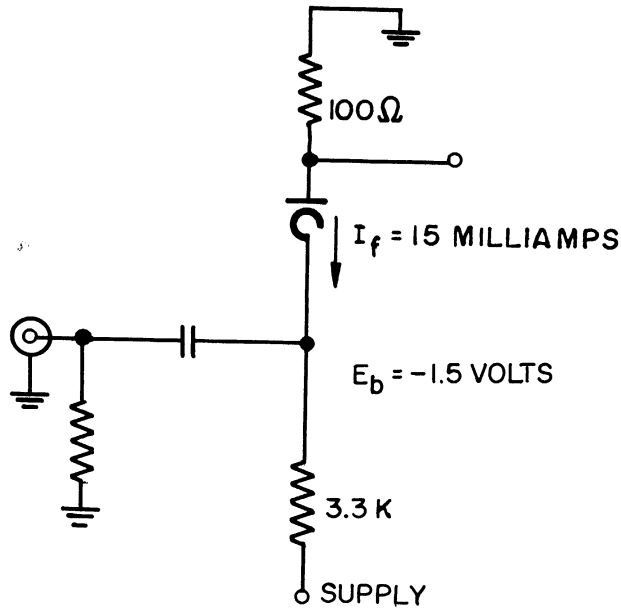 100Ω
I_f = 15 MILLIAMPS
E_b = -1.5 VOLTS
3.3 K
SUPPLY